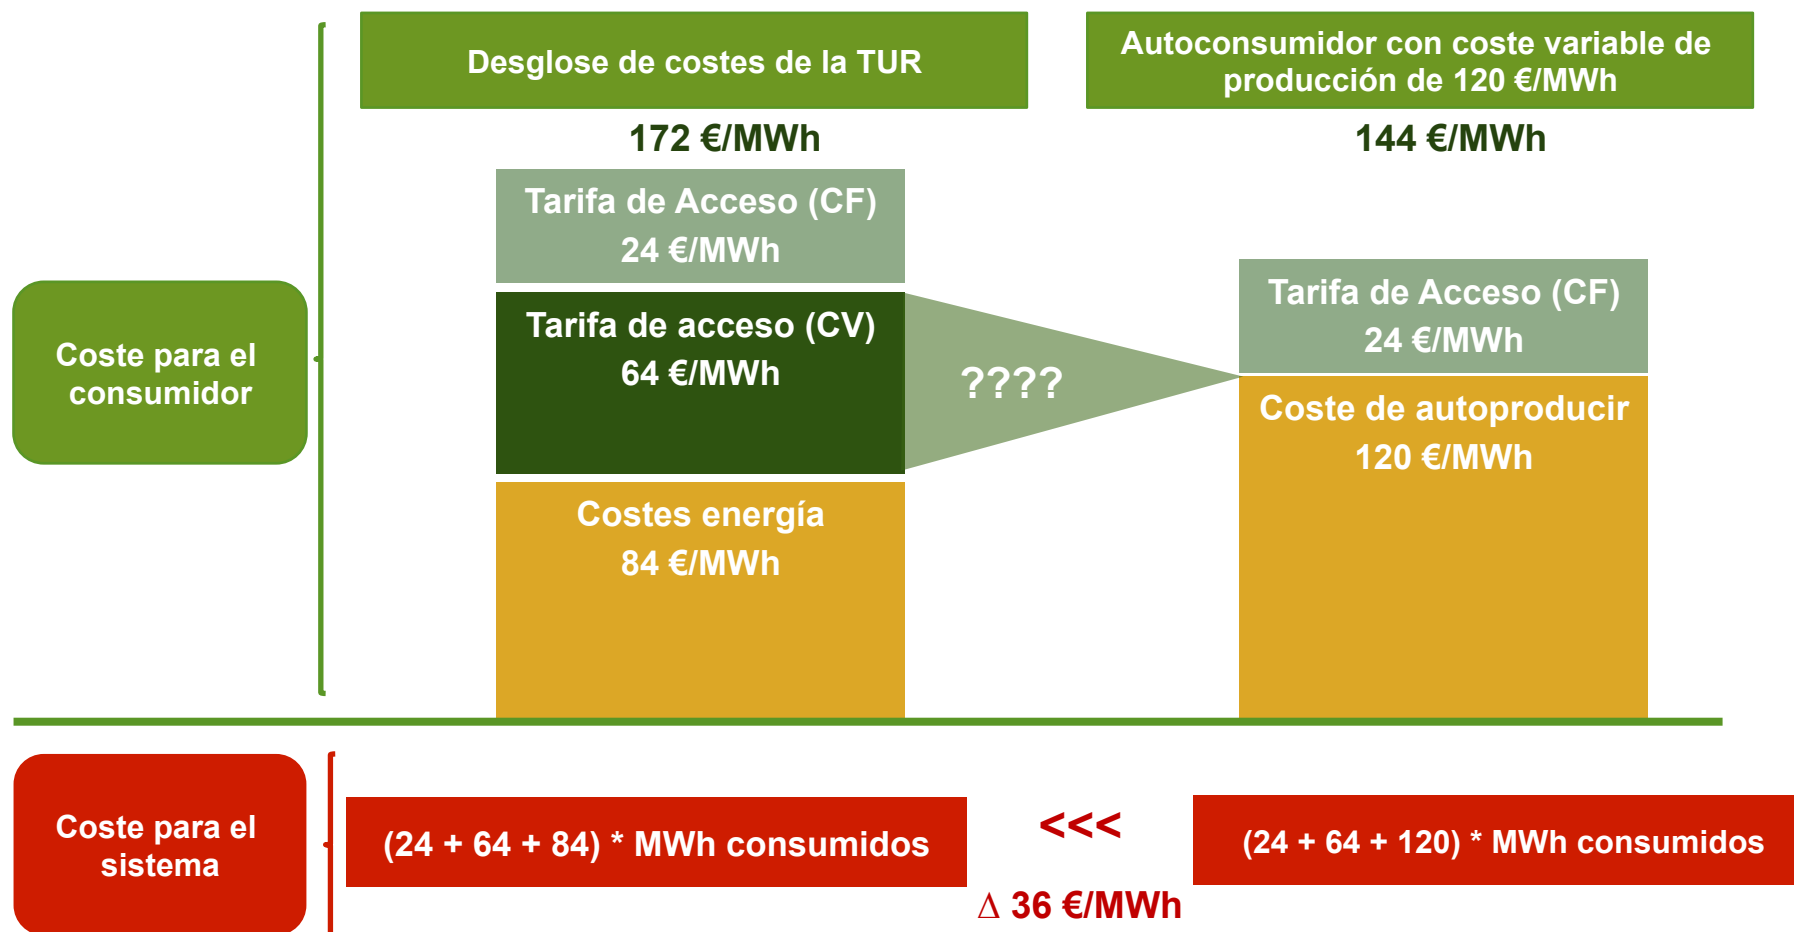 Desglose de costes de la TUR
Autoconsumidor con coste variable de
producción de 120 €/MWh
172 €/MWh
144 €/MWh
Tarifa de Acceso (CF)
24 €/MWh
Tarifa de acceso (CV)
64 €/MWh
Costes energía
84 €/MWh
????
Tarifa de Acceso (CF)
24 €/MWh
Coste de autoproducir
120 €/MWh
Coste para el
consumidor
Coste para el
sistema
(24 + 64 + 84) * MWh consumidos
<<<
Δ 36 €/MWh
(24 + 64 + 120) * MWh consumidos